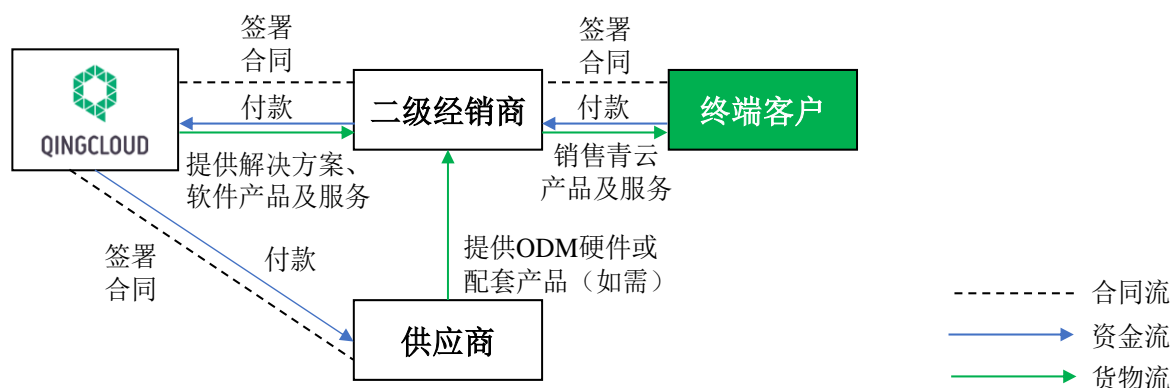 签署
合同
签署
合同
QINGCLOUD
付款
二级经销商
付款
终端客户
提供解决方案、
软件产品及服务
销售青云
产品及服务
签署
合同
付款
提供ODM硬件或
配套产品（如需）
供应商
合同流
资金流
货物流